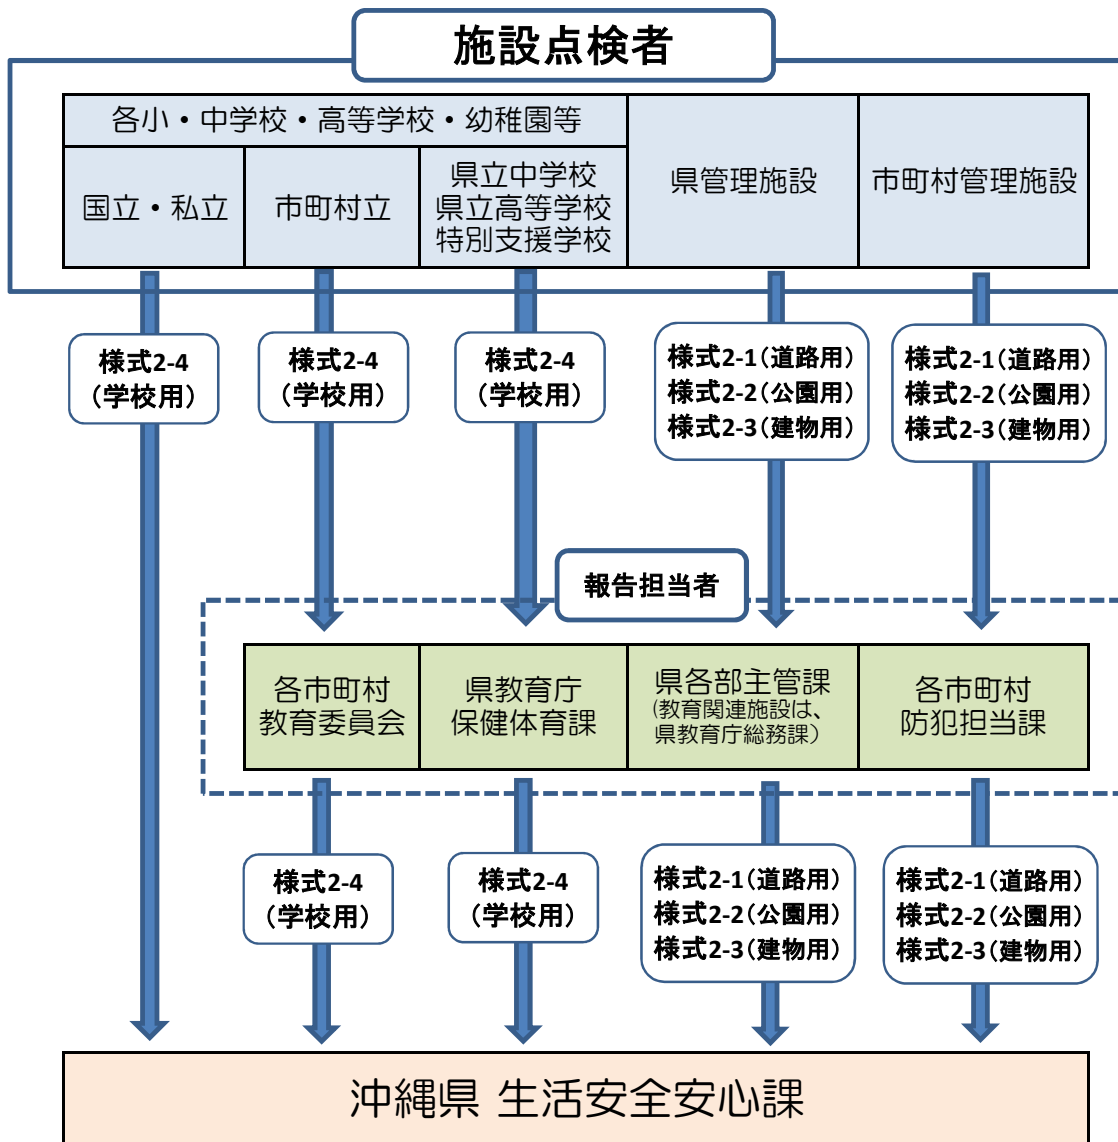 施設点検者
各小・中学校・高等学校・幼稚園等
国立・私立
市町村立
県立中学校
県立高等学校
特別支援学校
県管理施設
市町村管理施設
様式2-4
(学校用)
様式2-4
(学校用)
様式2-4
(学校用)
様式2-1(道路用)
様式2-2(公園用)
様式2-3(建物用)
様式2-1(道路用)
様式2-2(公園用)
様式2-3(建物用)
報告担当者
各市町村
教育委員会
県教育庁
保健体育課
県各部主管課
(教育関連施設は、
県教育庁総務課)
各市町村
防犯担当課
様式2-4
(学校用)
様式2-4
(学校用)
様式2-1(道路用)
様式2-2(公園用)
様式2-3(建物用)
様式2-1(道路用)
様式2-2(公園用)
様式2-3(建物用)
沖縄県 生活安全安心課